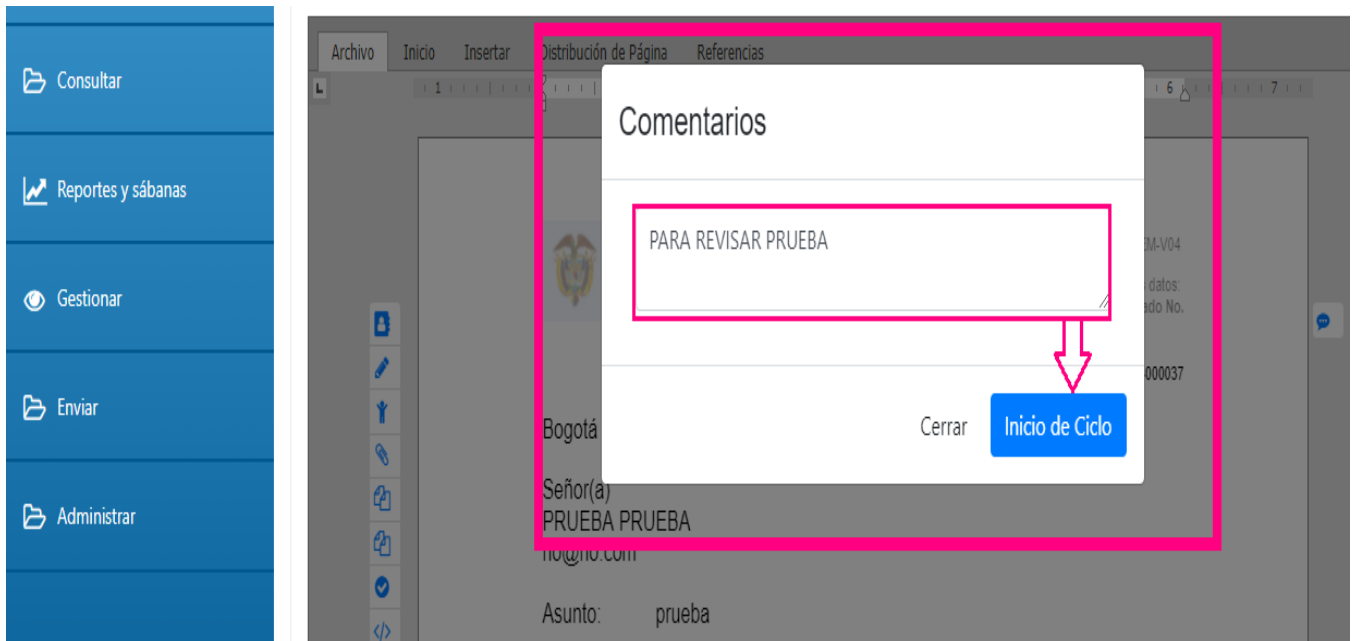 Consultar
Reportes y sábanas
Gestionar
Enviar
Administrar
Archivo Inicio Insertar Distribución de Página Referencias
1 6 7
Comentarios
PARA REVISAR PRUEBA
Cerrar Inicio de Ciclo
EM-V04
datos:
ado No.
000037
Bogotá
Señor(a)
PRUEBA PRUEBA
no@no.com
Asunto: prueba